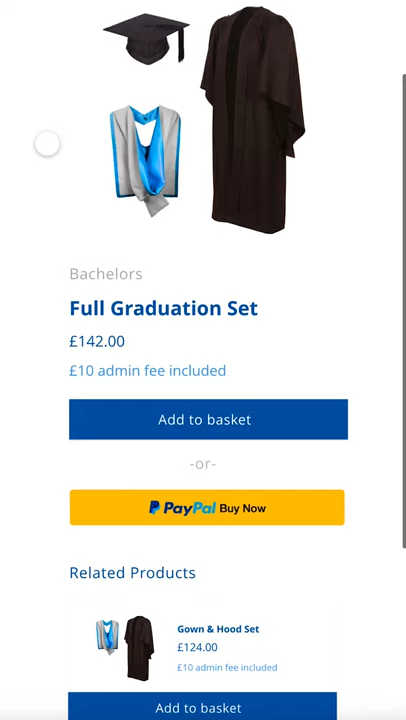 Bachelors
Full Graduation Set
£142.00
£10 admin fee included
Add to basket
-or-
PayPal Buy Now
Related Products
Gown & Hood Set
£124.00
£10 admin fee included
Add to basket